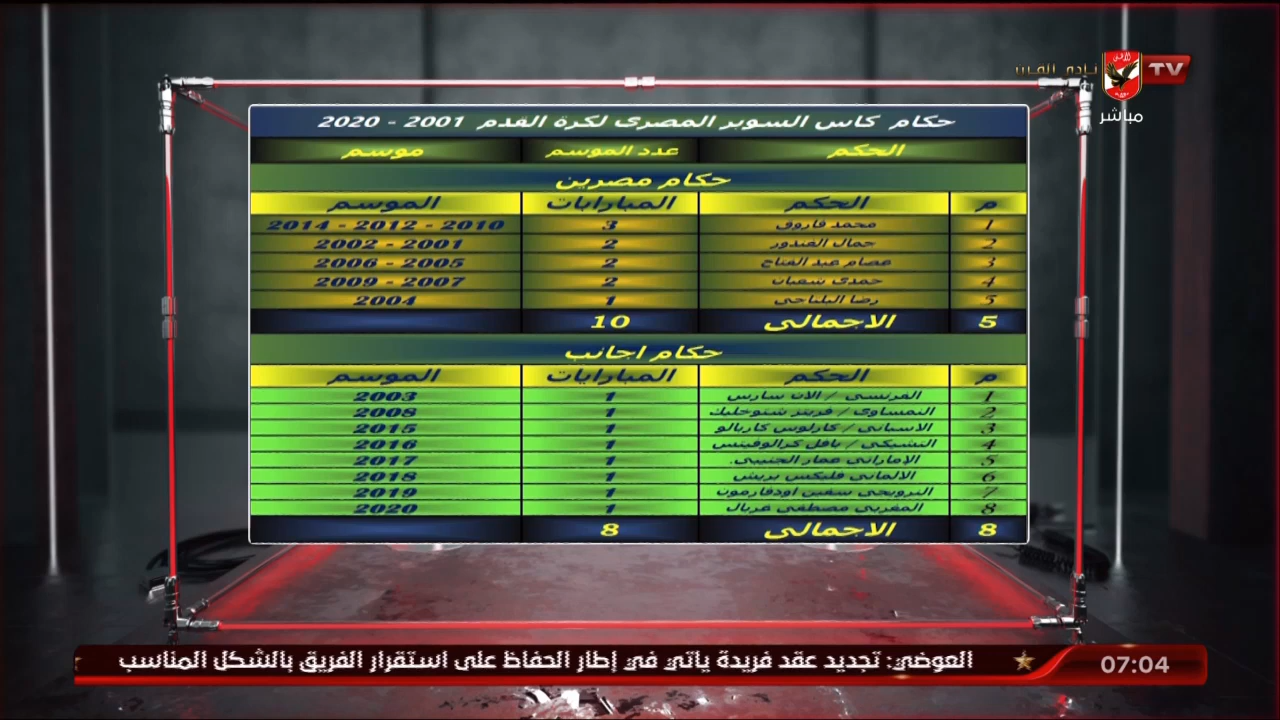 نادي القرن
TV
مباشر
حكام كاس السوبر المصرى لكرة القدم 2001 - 2020
الحكم عدد الموسم موسم
حكام مصرين
م الحكم المبارايات الموسم
1 محمد فاروق 3 2010 - 2012 - 2014
2 جمال الغندور 2 2001 - 2002
3 عصام عبد الفتاح 2 2005 - 2006
4 حمدى شعبان 2 2007 - 2009
5 رضا البلتاجى 1 2004
5 الاجمالى 10
حكام اجانب
م الحكم المبارايات الموسم
1 الفرنسى / الان سارس 1 2003
2 النمساوى / فريتز شتوخليك 1 2008
3 الاسبانى / كارلوس كاربالو 1 2015
4 التشيكى / بافل كرالوفيتس 1 2016
5 الإماراتى عمار الجنيبى. 1 2017
6 الالمانى فليكس بريش 1 2018
7 النرويجى سفين اودفارمون 1 2019
8 المغربى مصطفى غربال 1 2020
8 الاجمالى 8
العوضي: تجديد عقد فريدة ياتي في إطار الحفاظ على استقرار الفريق بالشكل المناسب
07:04